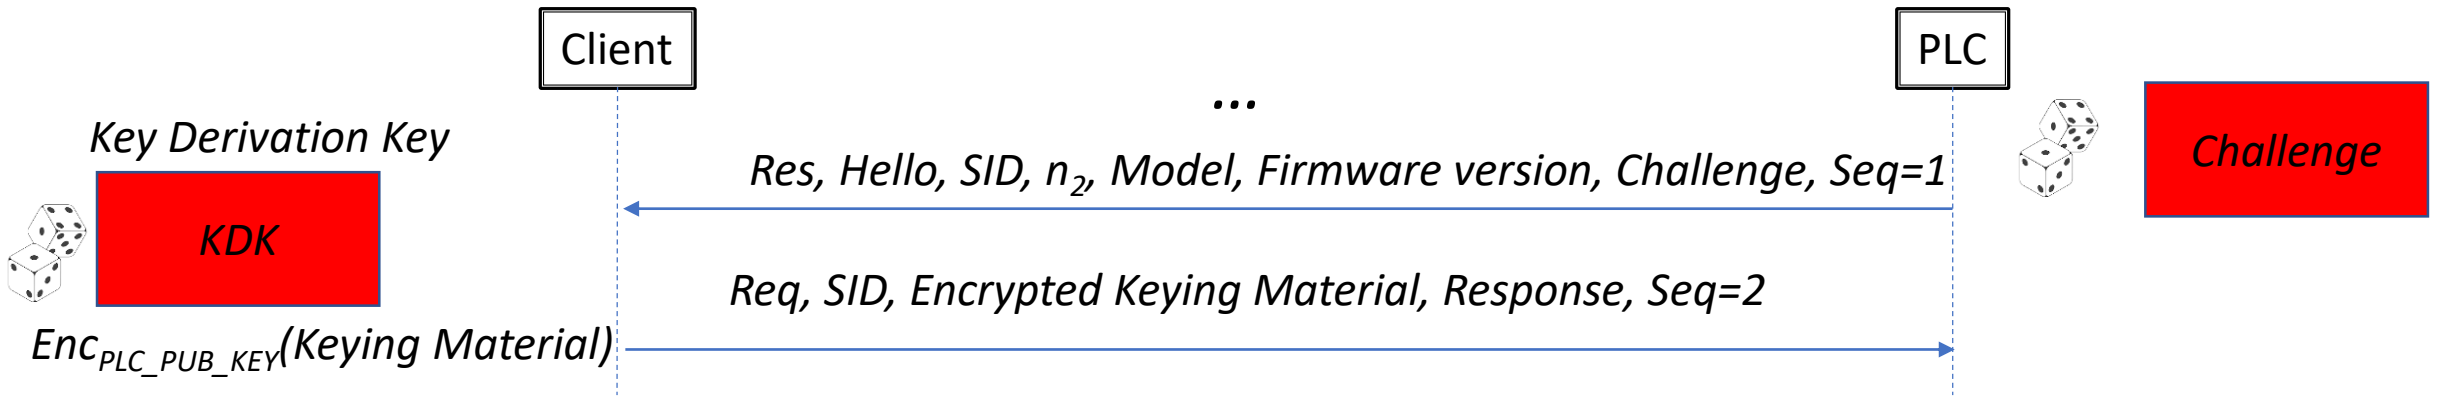 Client
PLC
...
Key Derivation Key
Challenge
Res, Hello, SID, n2, Model, Firmware version, Challenge, Seq=1
KDK
Req, SID, Encrypted Keying Material, Response, Seq=2
EncPLC_PUB_KEY(Keying Material)